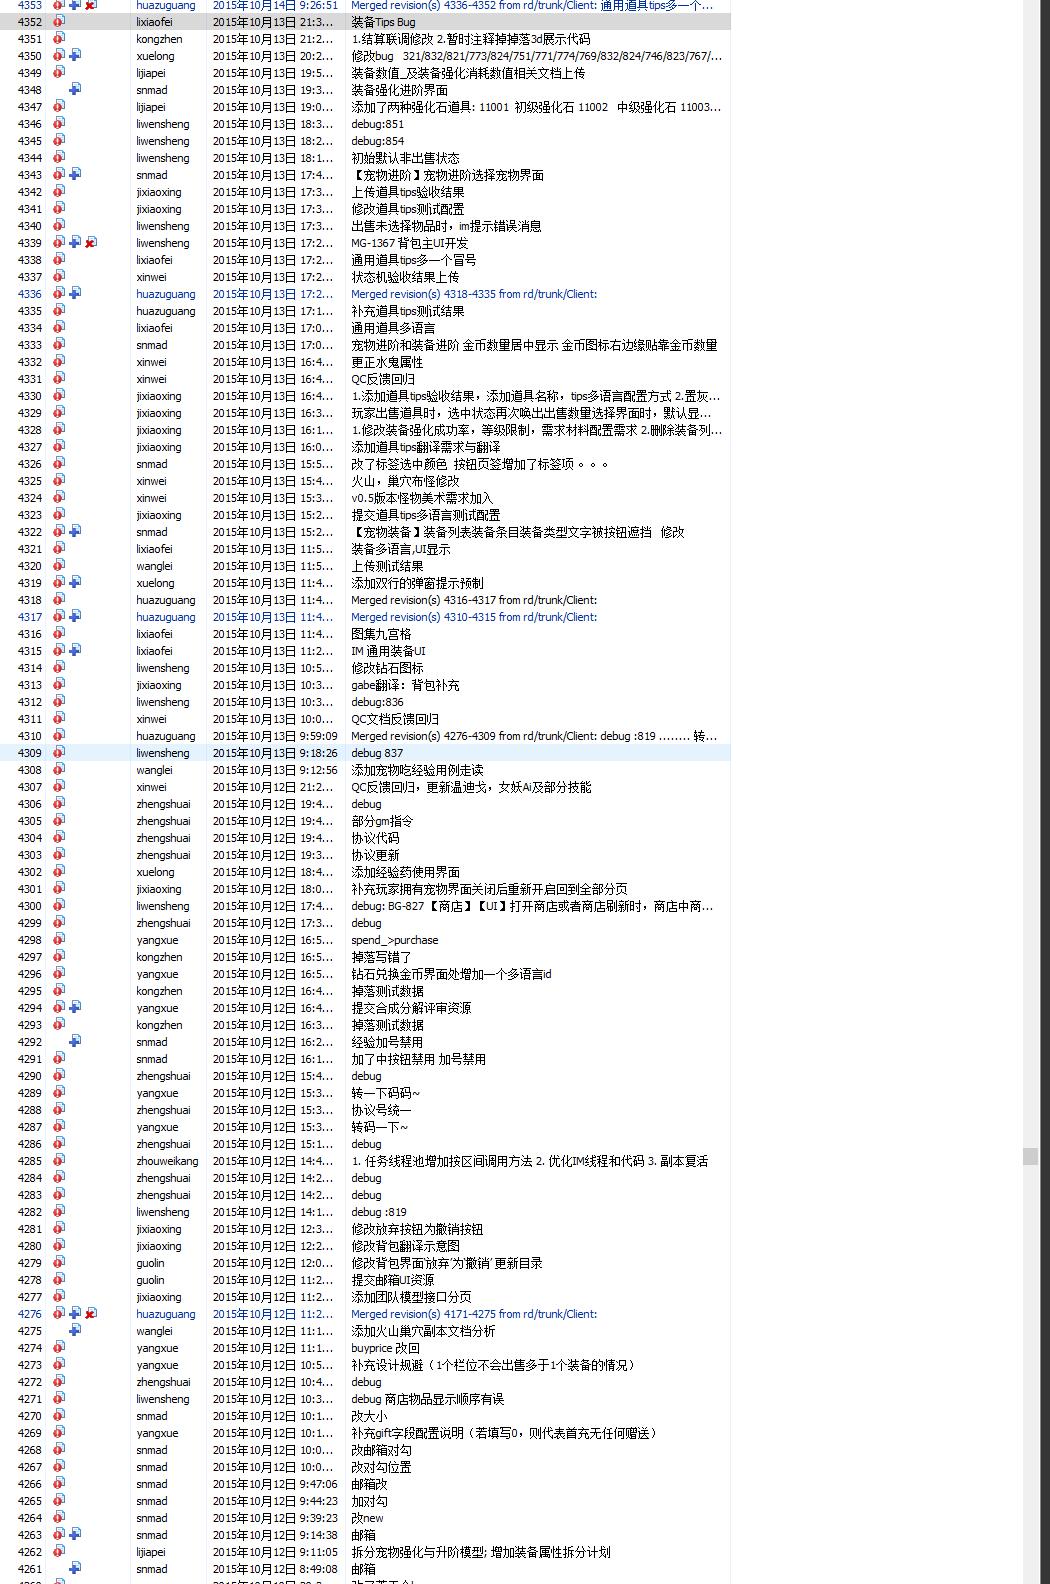 4353 huazuguang 2015年10月14日 9:26:51 Merged revision(s) 4336-4352 from rd/trunk/Client: 通用道具tips多一个...
4352 lixiaofei 2015年10月13日 21:3... 装备Tips Bug
4351 kongzhen 2015年10月13日 21:2... 1.结算联调修改 2.暂时注释掉掉落3d展示代码
4350 xuelong 2015年10月13日 20:2... 修改bug 321/832/821/773/824/751/771/774/769/832/824/746/823/767/...
4349 lijiapei 2015年10月13日 19:5... 装备数值_及装备强化消耗数值相关文档上传
4348 snmad 2015年10月13日 19:3... 装备强化进阶界面
4347 lijiapei 2015年10月13日 19:0... 添加了两种强化石道具: 11001 初级强化石 11002 中级强化石 11003...
4346 liwensheng 2015年10月13日 18:3... debug:851
4345 liwensheng 2015年10月13日 18:2... debug:854
4344 liwensheng 2015年10月13日 18:1... 初始默认非出售状态
4343 snmad 2015年10月13日 17:4... 【宠物进阶】宠物进阶选择宠物界面
4342 jixiaoxing 2015年10月13日 17:3... 上传道具tips验收结果
4341 jixiaoxing 2015年10月13日 17:3... 修改道具tips测试配置
4340 liwensheng 2015年10月13日 17:3... 出售未选择物品时，im提示错误消息
4339 liwensheng 2015年10月13日 17:2... MG-1367 背包主UI开发
4338 lixiaofei 2015年10月13日 17:2... 通用道具tips多一个冒号
4337 xinwei 2015年10月13日 17:2... 状态机验收结果上传
4336 huazuguang 2015年10月13日 17:2... Merged revision(s) 4318-4335 from rd/trunk/Client:
4335 huazuguang 2015年10月13日 17:1... 补充道具tips测试结果
4334 lixiaofei 2015年10月13日 17:0... 通用道具多语言
4333 snmad 2015年10月13日 17:0... 宠物进阶和装备进阶 金币数量居中显示 金币图标右边缘贴靠金币数量
4332 xinwei 2015年10月13日 16:4... 更正水鬼属性
4331 xinwei 2015年10月13日 16:4... QC反馈回归
4330 jixiaoxing 2015年10月13日 16:4... 1.添加道具tips验收结果，添加道具名称，tips多语言配置方式 2.置灰...
4329 jixiaoxing 2015年10月13日 16:3... 玩家出售道具时，选中状态再次唤出出售数量选择界面时，默认显...
4328 jixiaoxing 2015年10月13日 16:1... 1.修改装备强化成功率，等级限制，需求材料配置需求 2.删除装备列...
4327 jixiaoxing 2015年10月13日 16:0... 添加道具tips翻译需求与翻译
4326 snmad 2015年10月13日 15:5... 改了标签选中颜色 按钮页签增加了标签项。。。
4325 xinwei 2015年10月13日 15:4... 火山，巢穴布怪修改
4324 xinwei 2015年10月13日 15:3... v0.5版本怪物美术需求加入
4323 jixiaoxing 2015年10月13日 15:2... 提交道具tips多语言测试配置
4322 snmad 2015年10月13日 15:2... 【宠物装备】装备列表装备条目装备类型文字被按钮遮挡 修改
4321 lixiaofei 2015年10月13日 11:5... 装备多语言,UI显示
4320 wanglei 2015年10月13日 11:5... 上传测试结果
4319 xuelong 2015年10月13日 11:4... 添加双行的弹窗提示预制
4318 huazuguang 2015年10月13日 11:4... Merged revision(s) 4316-4317 from rd/trunk/Client:
4317 huazuguang 2015年10月13日 11:4... Merged revision(s) 4310-4315 from rd/trunk/Client:
4316 lixiaofei 2015年10月13日 11:4... 图集九宫格
4315 lixiaofei 2015年10月13日 11:2... IM 通用装备UI
4314 liwensheng 2015年10月13日 10:5... 修改钻石图标
4313 jixiaoxing 2015年10月13日 10:3... gabe翻译：背包补充
4312 liwensheng 2015年10月13日 10:3... debug:836
4311 xinwei 2015年10月13日 10:0... QC文档反馈回归
4310 huazuguang 2015年10月13日 9:59:09 Merged revision(s) 4276-4309 from rd/trunk/Client: debug :819 ........ 转...
4309 liwensheng 2015年10月13日 9:18:26 debug 837
4308 wanglei 2015年10月13日 9:12:56 添加宠物吃经验用例走读
4307 xinwei 2015年10月12日 21:2... QC反馈回归，更新温迪戈，女妖Ai及部分技能
4306 zhengshuai 2015年10月12日 19:4... debug
4305 zhengshuai 2015年10月12日 19:4... 部分gm指令
4304 zhengshuai 2015年10月12日 19:4... 协议代码
4303 zhengshuai 2015年10月12日 19:3... 协议更新
4302 xuelong 2015年10月12日 18:4... 添加经验药使用界面
4301 jixiaoxing 2015年10月12日 18:0... 补充玩家拥有宠物界面关闭后重新开启回到全部分页
4300 liwensheng 2015年10月12日 17:4... debug: BG-827 【商店】【UI】打开商店或者商店刷新时，商店中商...
4299 zhengshuai 2015年10月12日 17:3... debug
4298 yangxue 2015年10月12日 16:5... spend_>purchase
4297 kongzhen 2015年10月12日 16:5... 掉落写错了
4296 yangxue 2015年10月12日 16:5... 钻石兑换金币界面处增加一个多语言id
4295 kongzhen 2015年10月12日 16:4... 掉落测试数据
4294 yangxue 2015年10月12日 16:4... 提交合成分解评审资源
4293 kongzhen 2015年10月12日 16:3... 掉落测试数据
4292 snmad 2015年10月12日 16:2... 经验加号禁用
4291 snmad 2015年10月12日 16:1... 加了中按钮禁用 加号禁用
4290 zhengshuai 2015年10月12日 15:4... debug
4289 yangxue 2015年10月12日 15:3... 转一下码码~
4288 zhengshuai 2015年10月12日 15:3... 协议号统一
4287 yangxue 2015年10月12日 15:3... 转码一下~
4286 zhengshuai 2015年10月12日 15:1... debug
4285 zhouweikang 2015年10月12日 14:4... 1. 任务线程池增加按区间调用方法 2. 优化IM线程和代码 3. 副本复活
4284 zhengshuai 2015年10月12日 14:2... debug
4283 zhengshuai 2015年10月12日 14:2... debug
4282 liwensheng 2015年10月12日 14:1... debug :819
4281 jixiaoxing 2015年10月12日 12:3... 修改放弃按钮为撤销按钮
4280 jixiaoxing 2015年10月12日 12:2... 修改背包翻译示意图
4279 guolin 2015年10月12日 12:0... 修改背包界面‘放弃’为‘撤销’ 更新目录
4278 guolin 2015年10月12日 11:2... 提交邮箱UI资源
4277 jixiaoxing 2015年10月12日 11:2... 添加团队模型接口分页
4276 huazuguang 2015年10月12日 11:2... Merged revision(s) 4171-4275 from rd/trunk/Client:
4275 wanglei 2015年10月12日 11:1... 添加火山巢穴副本文档分析
4274 yangxue 2015年10月12日 11:1... buyprice 改回
4273 yangxue 2015年10月12日 10:5... 补充设计规避（1个栏位不会出售多于1个装备的情况）
4272 zhengshuai 2015年10月12日 10:4... debug
4271 liwensheng 2015年10月12日 10:3... debug 商店物品显示顺序有误
4270 snmad 2015年10月12日 10:1... 改大小
4269 yangxue 2015年10月12日 10:1... 补充gift字段配置说明（若填写0，则代表首充无任何赠送）
4268 snmad 2015年10月12日 10:0... 改邮箱对勾
4267 snmad 2015年10月12日 10:0... 改对勾位置
4266 snmad 2015年10月12日 9:47:06 邮箱改
4265 snmad 2015年10月12日 9:44:23 加对勾
4264 snmad 2015年10月12日 9:39:23 改new
4263 snmad 2015年10月12日 9:14:38 邮箱
4262 lijiapei 2015年10月12日 9:11:05 拆分宠物强化与升阶模型; 增加装备属性拆分计划
4261 snmad 2015年10月12日 8:49:08 邮箱